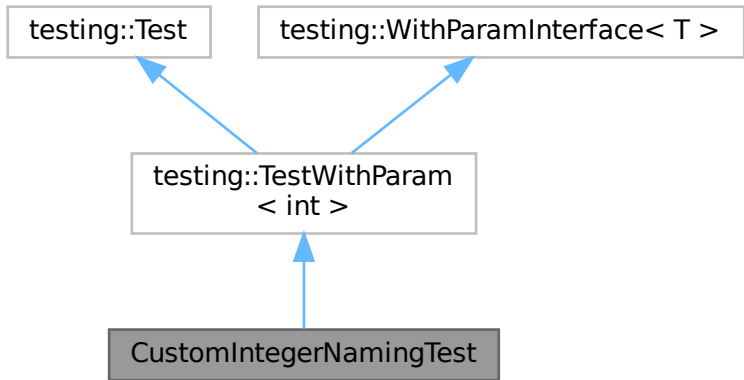 testing::Test
testing::WithParamInterface< T >
testing::TestWithParam
< int >
CustomIntegerNamingTest